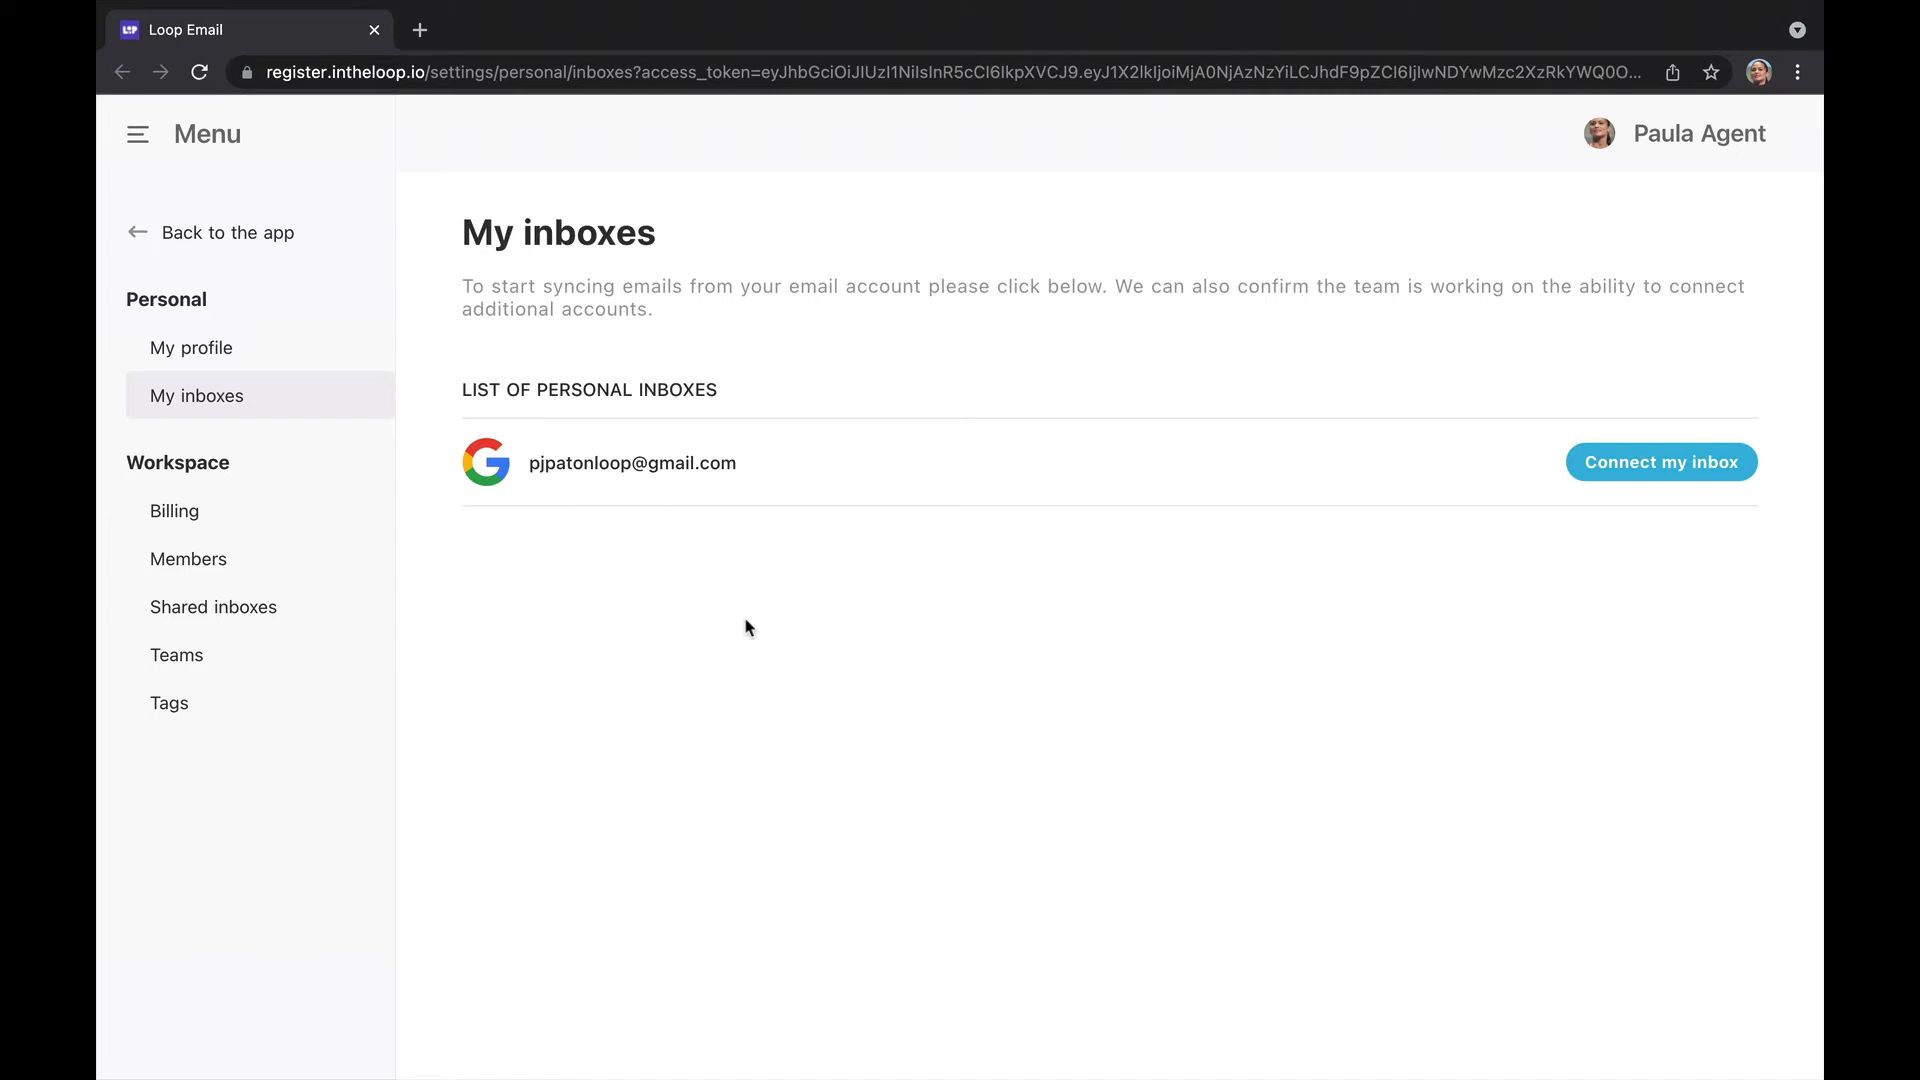 Loop Email
register.intheloop.io/settings/personal/inboxes?access_token=
Menu
Paula Agent
Back to the app
Personal
My profile
My inboxes
Workspace
Billing
Members
Shared inboxes
Teams
Tags
My inboxes
To start syncing emails from your email account please click below. We can also confirm the team is working on the ability to connect
additional accounts.
LIST OF PERSONAL INBOXES
pjpatonloop@gmail.com
Connect my inbox